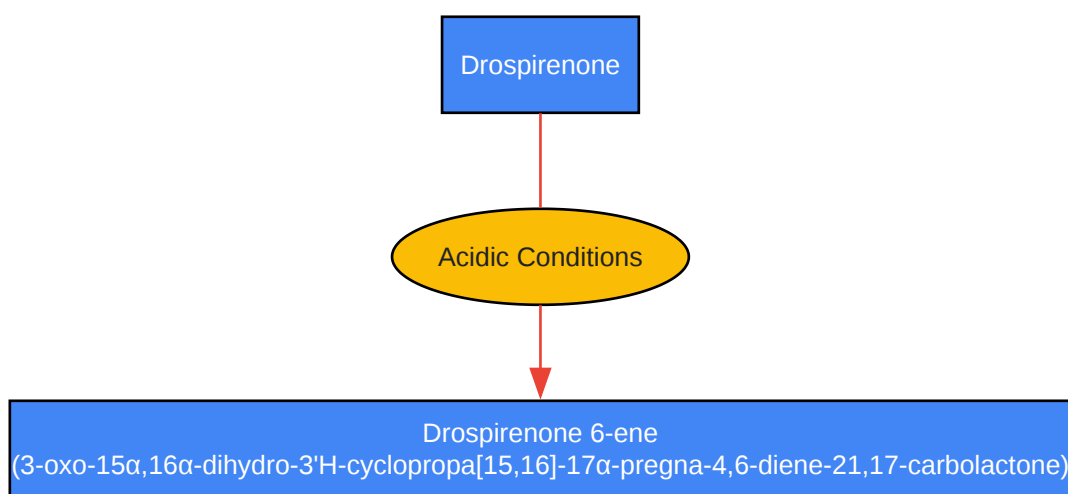 Drospirenone
Acidic Conditions
Drospirenone 6-ene
(3-oxo-15α,16α-dihydro-3'H-cyclopropa[15,16]-17α-pregna-4,6-diene-21,17-carbolactone)